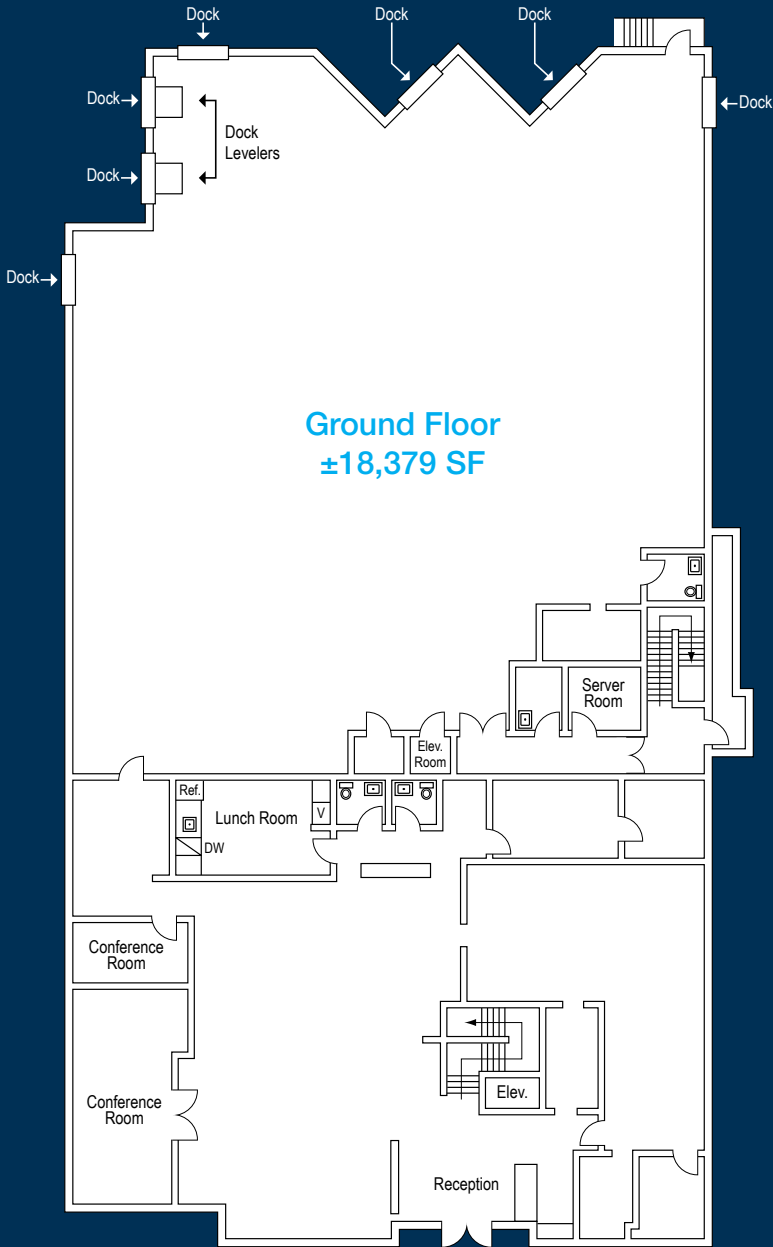 Dock
Dock
Dock
Dock
Dock
Dock
Levelers
Dock
Dock
Ground Floor
±18,379 SF
Server
Room
Elev.
Room
Ref.
Lunch Room
V
DW
Conference
Room
Conference
Room
Elev.
Reception